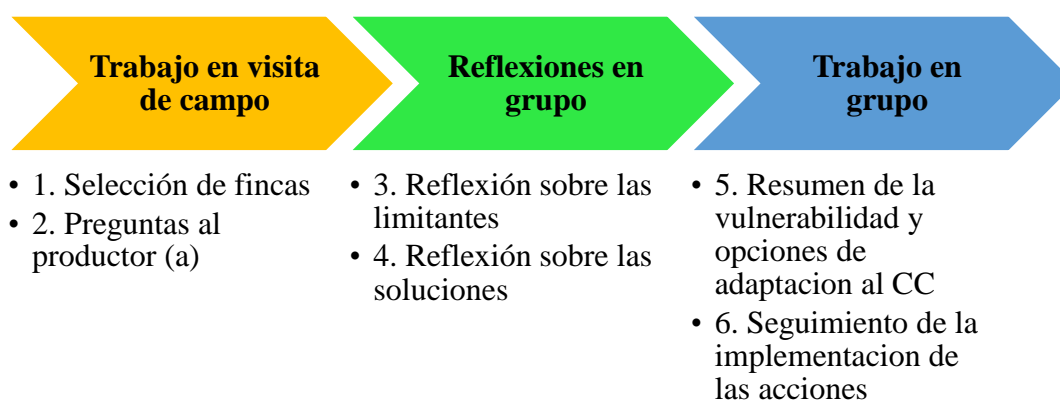 Trabajo en visita
de campo
• 1. Selección de fincas
• 2. Preguntas al
productor (a)
Reflexiones en
grupo
• 3. Reflexión sobre las
limitantes
• 4. Reflexión sobre las
soluciones
Trabajo en
grupo
• 5. Resumen de la
vulnerabilidad y
opciones de
adaptacion al CC
• 6. Seguimiento de la
implementacion de
las acciones